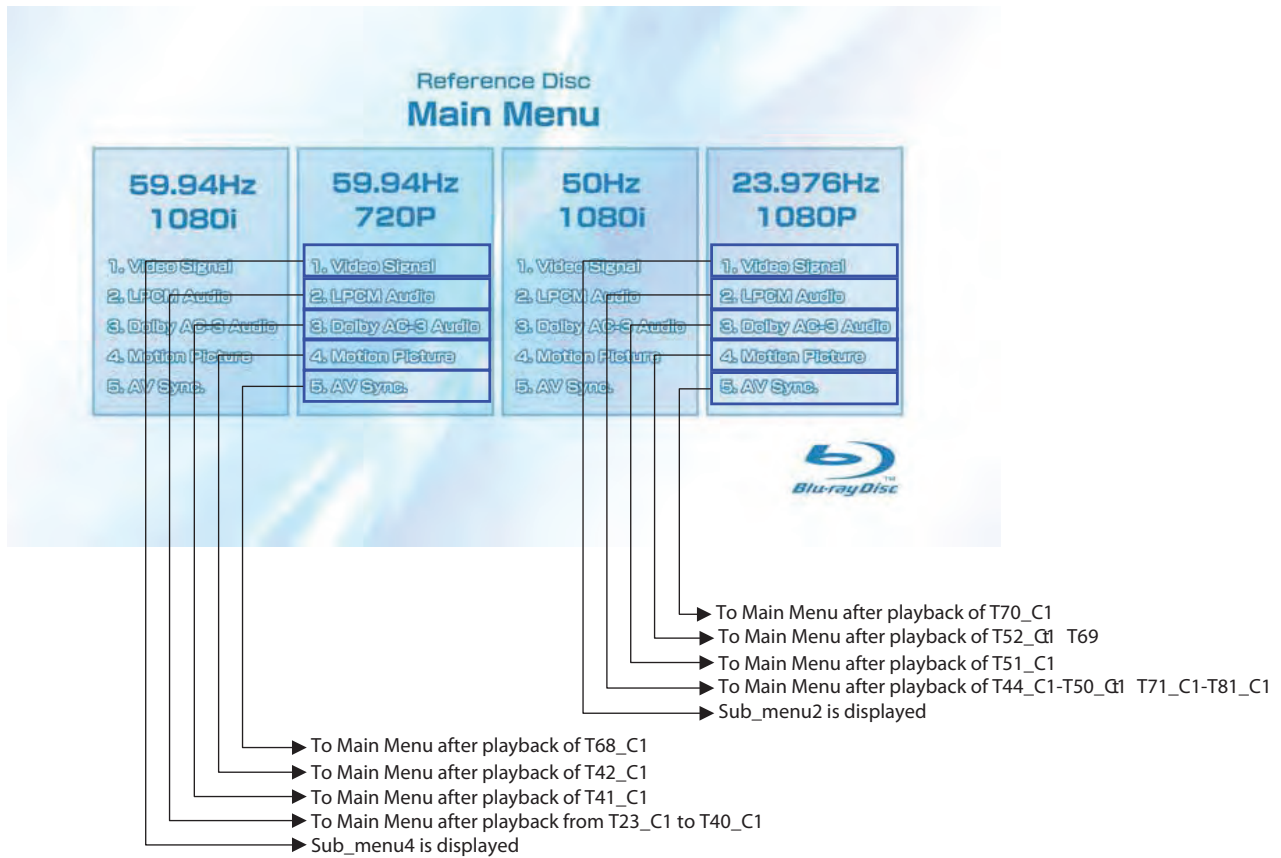 Reference Disc
Main Menu
59.94Hz
1080i
1. Video Signal
2. LPCM Audio
3. Dolby AC-3 Audio
4. Motion Picture
5. AV Sync.
59.94Hz
720P
1. Video Signal
2. LPCM Audio
3. Dolby AC-3 Audio
4. Motion Picture
5. AV Sync.
50Hz
1080i
1. Video Signal
2. LPCM Audio
3. Dolby AC-3 Audio
4. Motion Picture
5. AV Sync.
23.976Hz
1080P
1. Video Signal
2. LPCM Audio
3. Dolby AC-3 Audio
4. Motion Picture
5. AV Sync.
Blu-ray Disc™
To Main Menu after playback of T70_C1
To Main Menu after playback of T52_C1 T69
To Main Menu after playback of T51_C1
To Main Menu after playback of T44_C1-T50_C1 T71_C1-T81_C1
Sub_menu2 is displayed
To Main Menu after playback of T68_C1
To Main Menu after playback of T42_C1
To Main Menu after playback of T41_C1
To Main Menu after playback from T23_C1 to T40_C1
Sub_menu4 is displayed